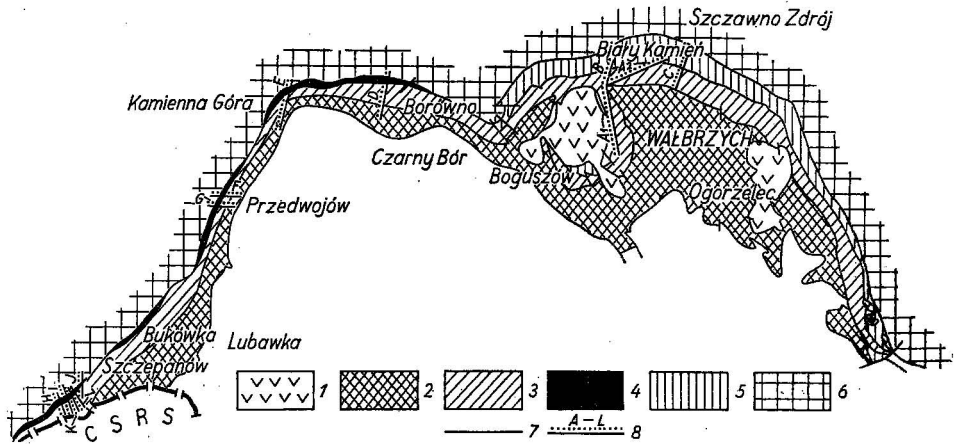 Szczawno Zdrój
Biały Kamień
Kamienna Góra
Borówno
Czarny Bór
WAŁBRZYCH
Boguszów
Ogorzelec
Przedwojów
Bukówka
Lubawka
Szczepanów
C S R S
1
2
3
4
5
6
7
A-L
8